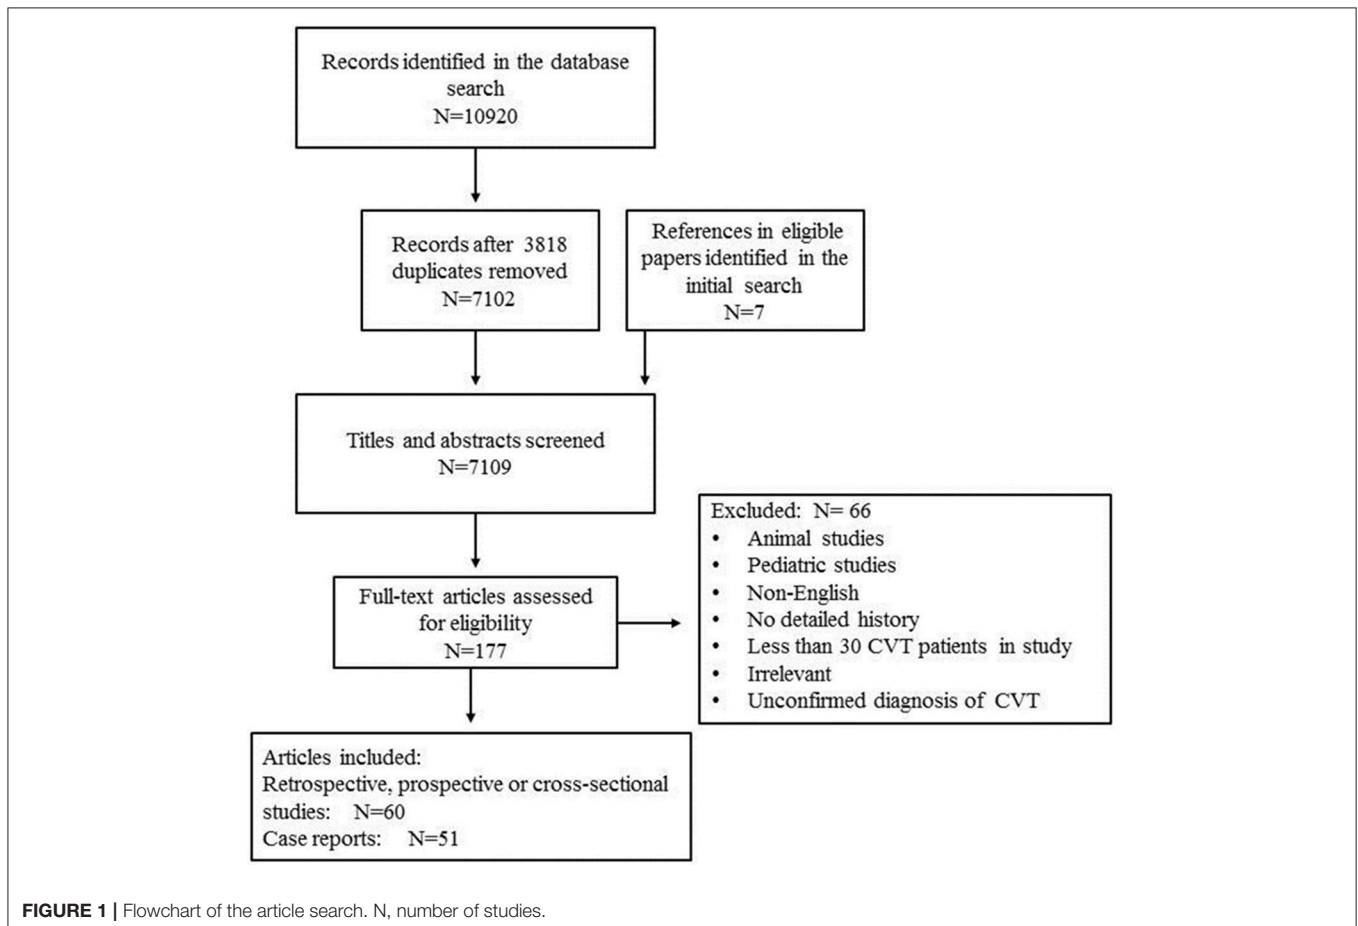 Records identified in the database
search
N=10920
Records after 3818
duplicates removed
N=7102
References in eligible
papers identified in the
initial search
N=7
Titles and abstracts screened
N=7109
Full-text articles assessed
for eligibility
N=177
Excluded: N= 66
• Animal studies
• Pediatric studies
• Non-English
• No detailed history
• Less than 30 CVT patients in study
• Irrelevant
• Unconfirmed diagnosis of CVT
Articles included:
Retrospective, prospective or cross-sectional
studies: N=60
Case reports: N=51
FIGURE 1 | Flowchart of the article search. N, number of studies.